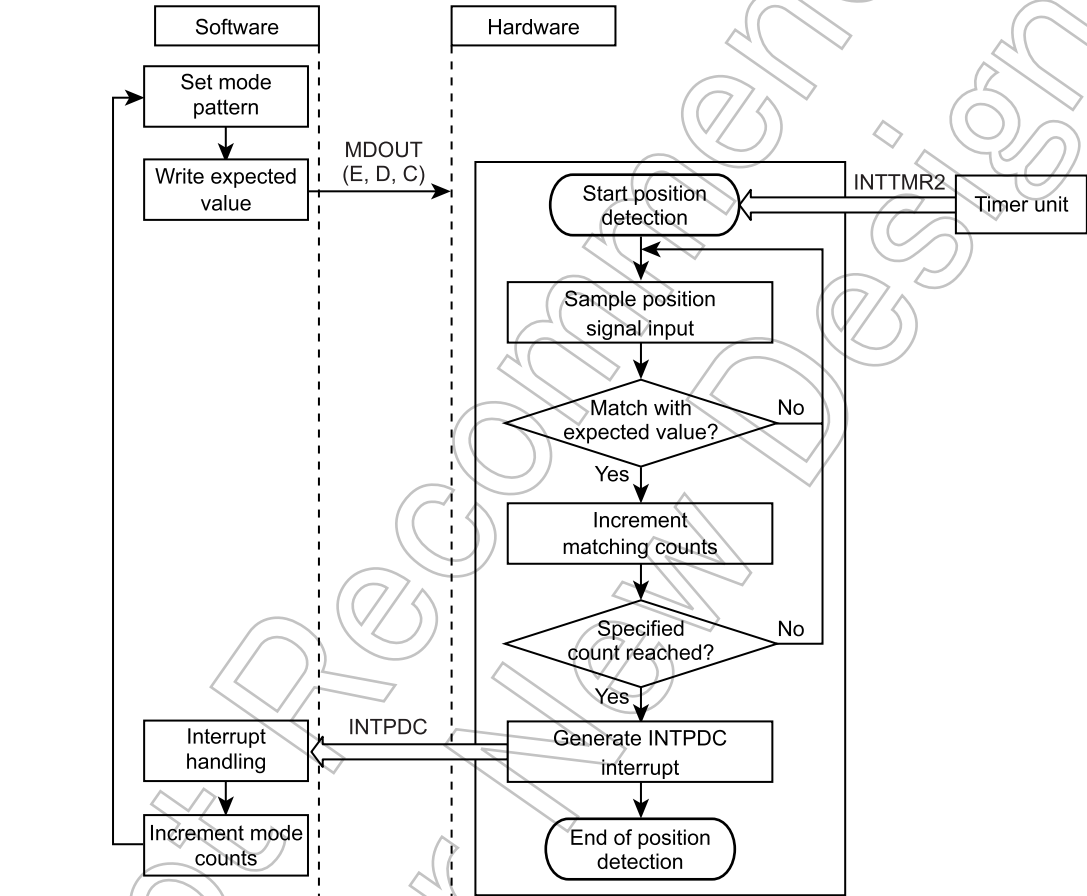 Software
Hardware
Set mode
pattern
Write expected
value
MDOUT
(E, D, C)
Start position
detection
INTTMR2
Timer unit
Sample position
signal input
Match with
expected value?
No
Yes
Increment
matching counts
Specified
count reached?
No
Yes
Generate INTPDC
interrupt
INTPDC
Interrupt
handling
Increment mode
counts
End of position
detection
New Design